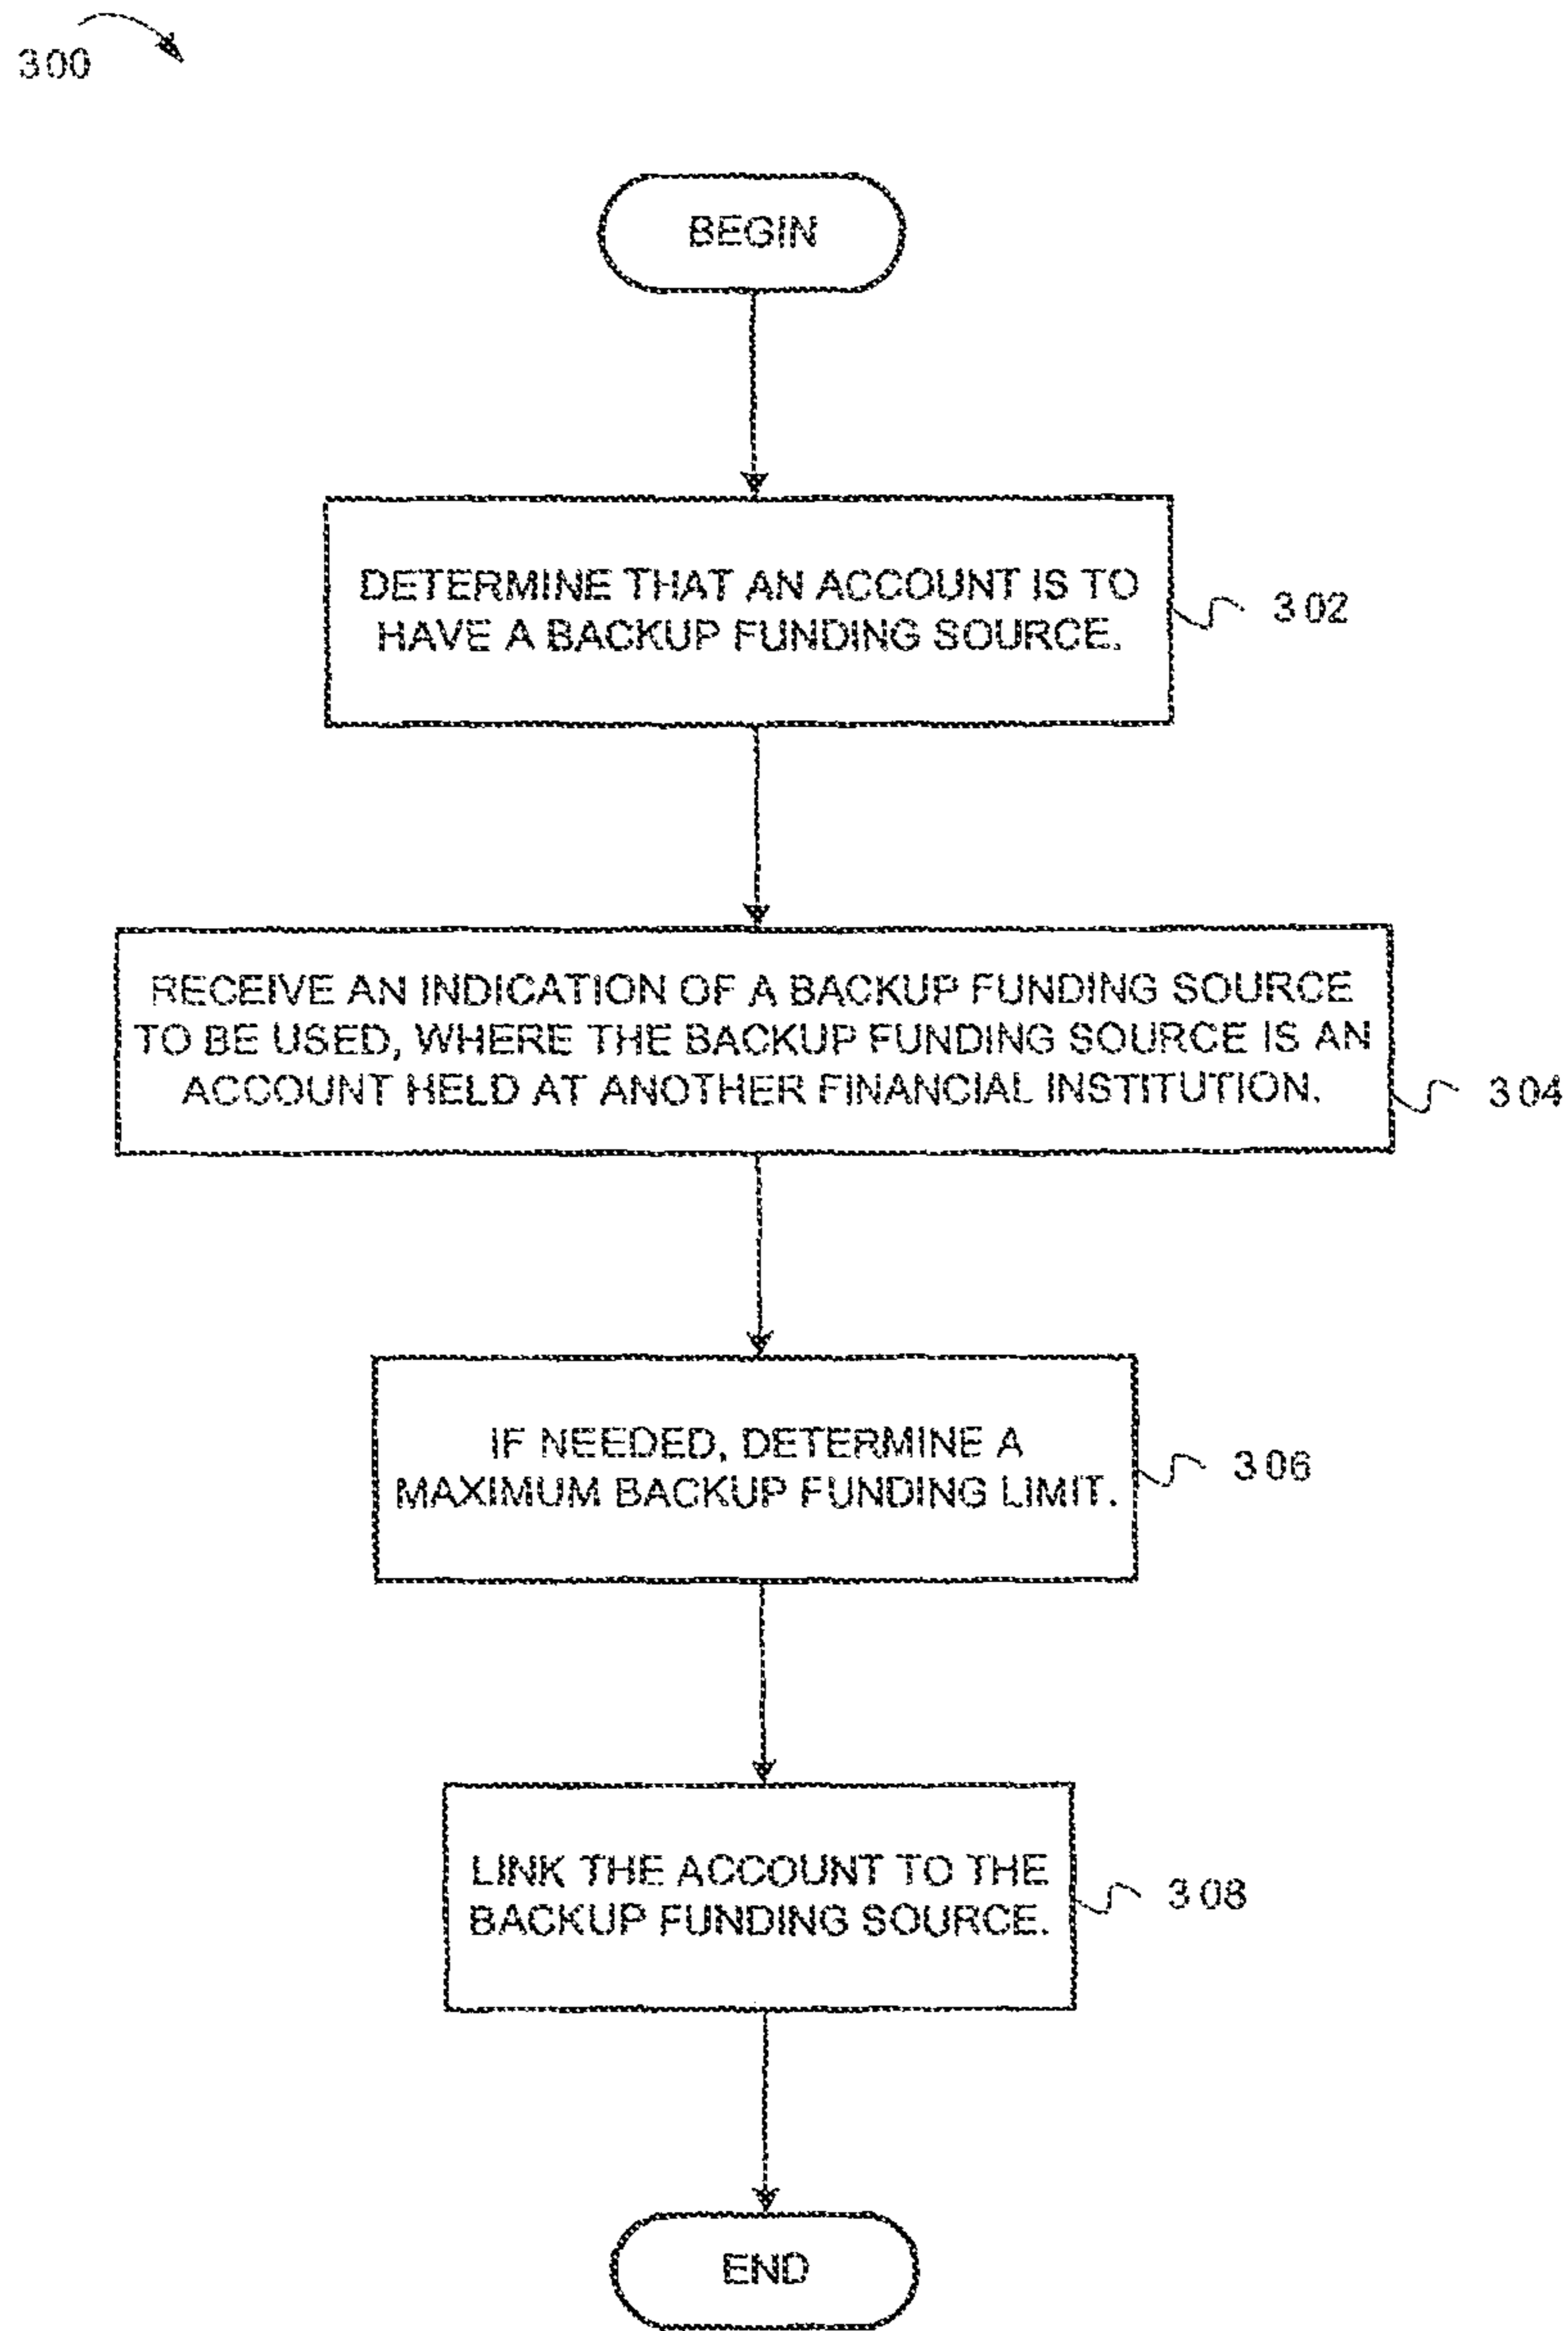 300
BEGIN
DETERMINE THAT AN ACCOUNT IS TO
HAVE A BACKUP FUNDING SOURCE.
302
RECEIVE AN INDICATION OF A BACKUP FUNDING SOURCE
TO BE USED, WHERE THE BACKUP FUNDING SOURCE IS AN
ACCOUNT HELD AT ANOTHER FINANCIAL INSTITUTION.
304
IF NEEDED, DETERMINE A
MAXIMUM BACKUP FUNDING LIMIT.
306
LINK THE ACCOUNT TO THE
BACKUP FUNDING SOURCE.
308
END